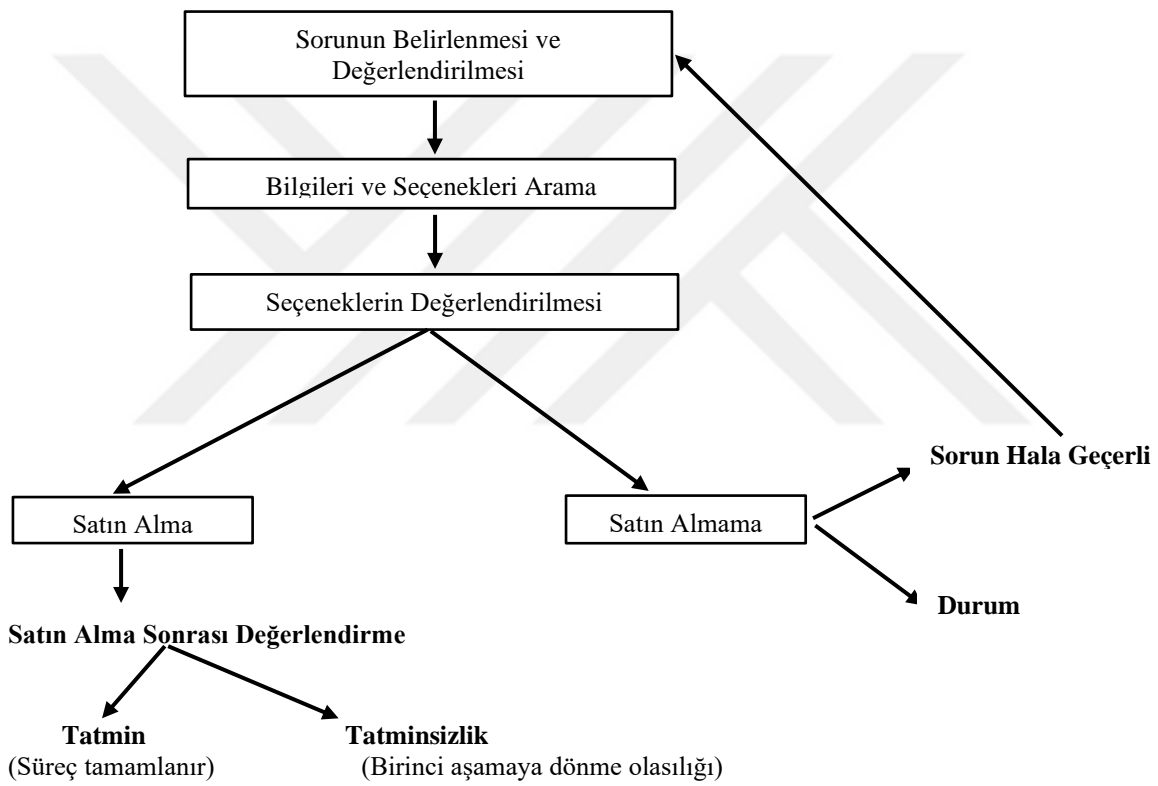 Sorunun Belirlenmesi ve
Değerlendirilmesi
Bilgileri ve Seçenekleri Arama
Seçeneklerin Değerlendirilmesi
Sorun Hala Geçerli
Satın Alma
Satın Almama
Durum
Satın Alma Sonrası Değerlendirme
Tatmin
Tatminsizlik
(Süreç tamamlanır)
(Birinci aşamaya dönme olasılığı)